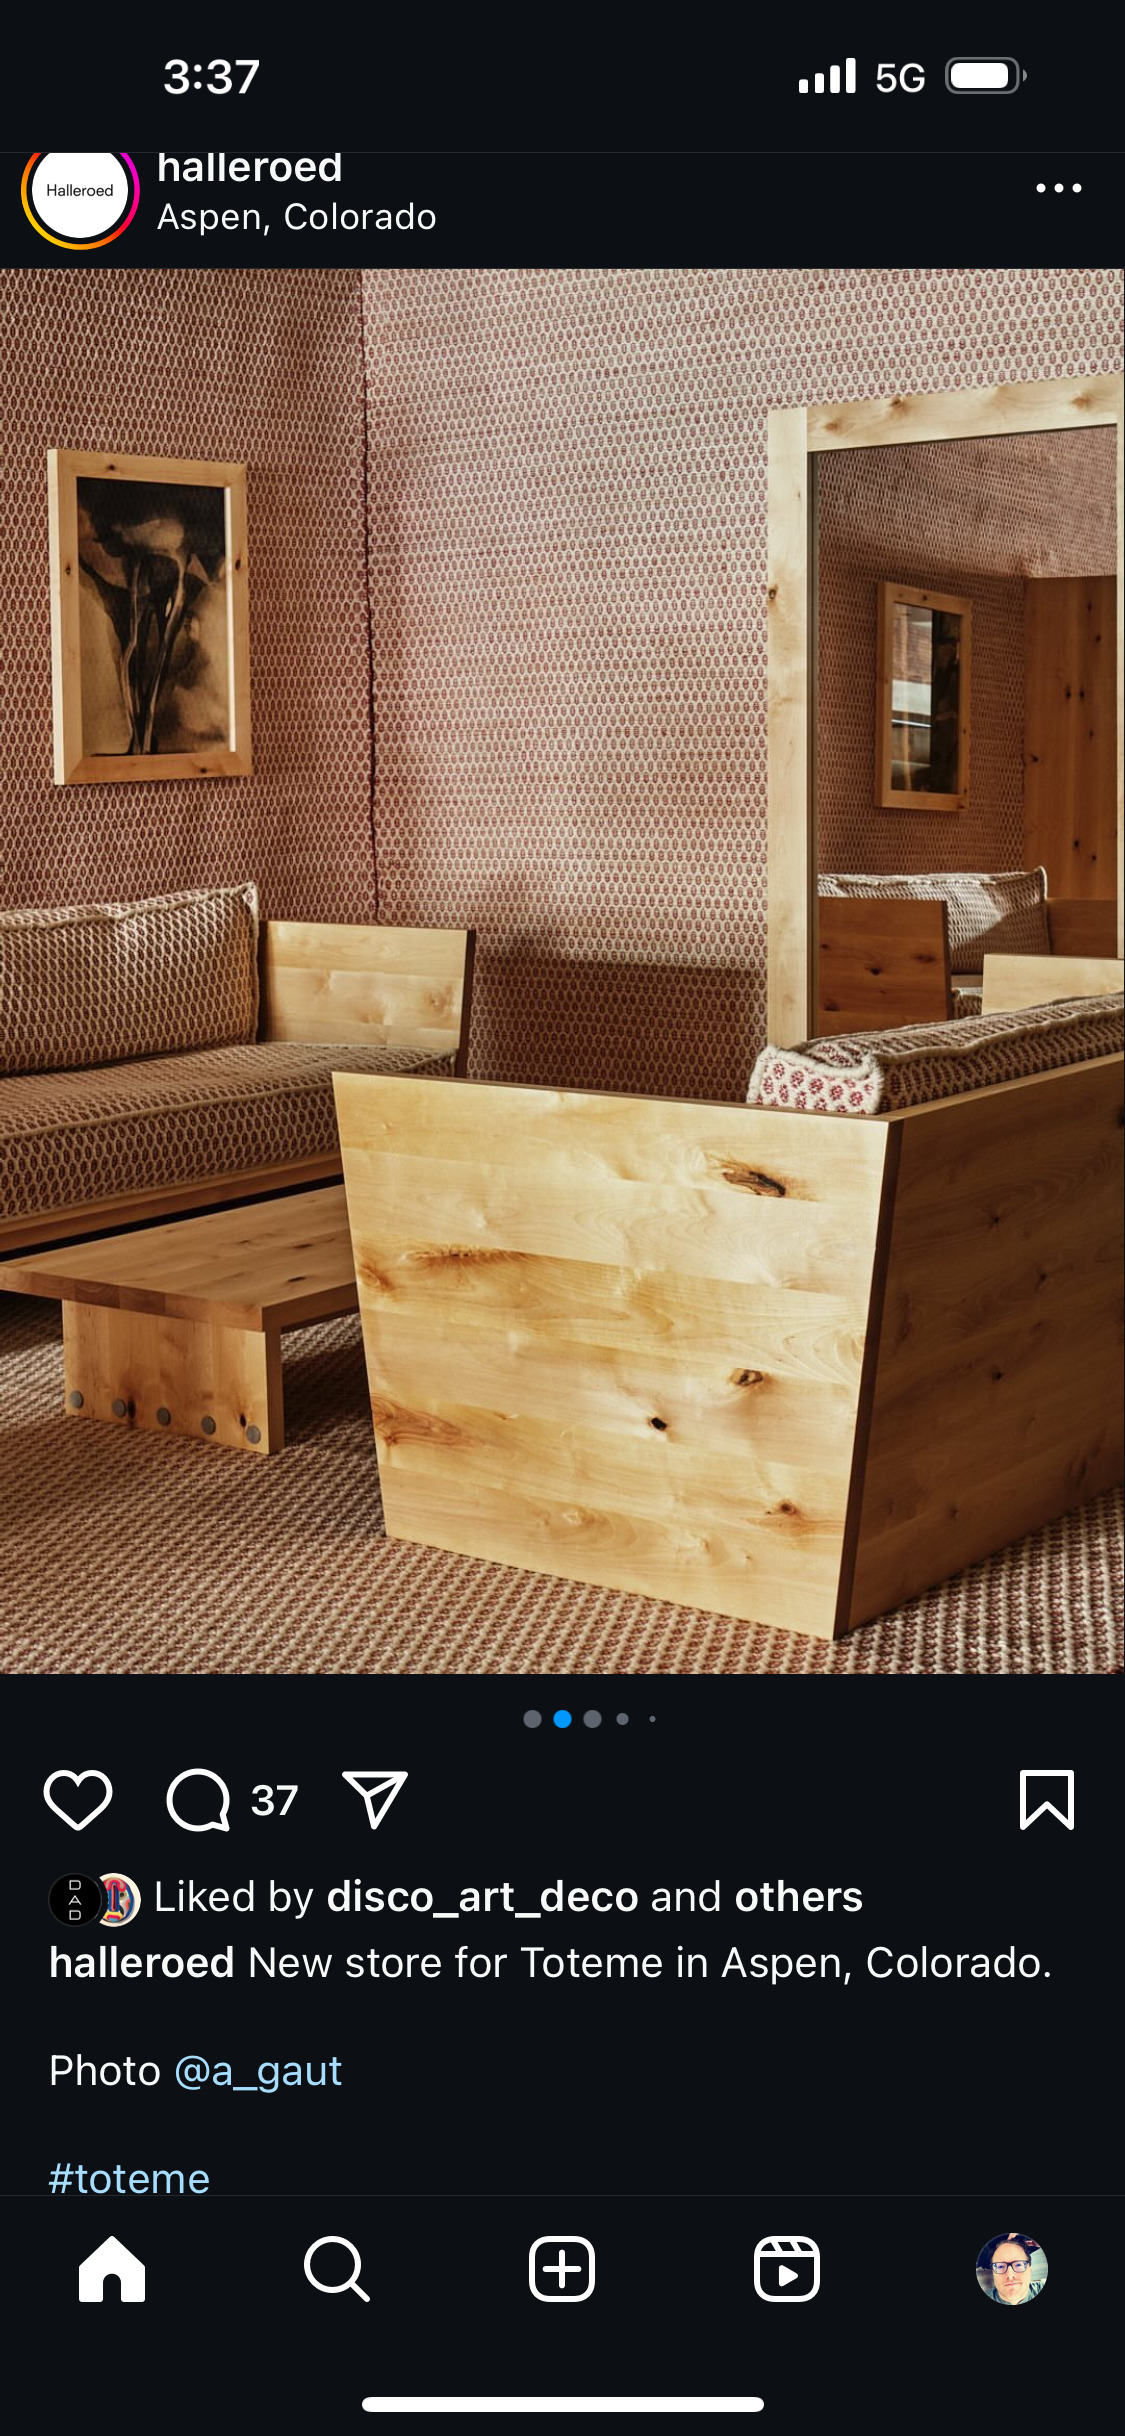 3:37
5G
Halleroed
halleroed
Aspen, Colorado
37
DAD
Liked by disco_art_deco and others
halleroed New store for Toteme in Aspen, Colorado.
Photo @a_gaut
#toteme